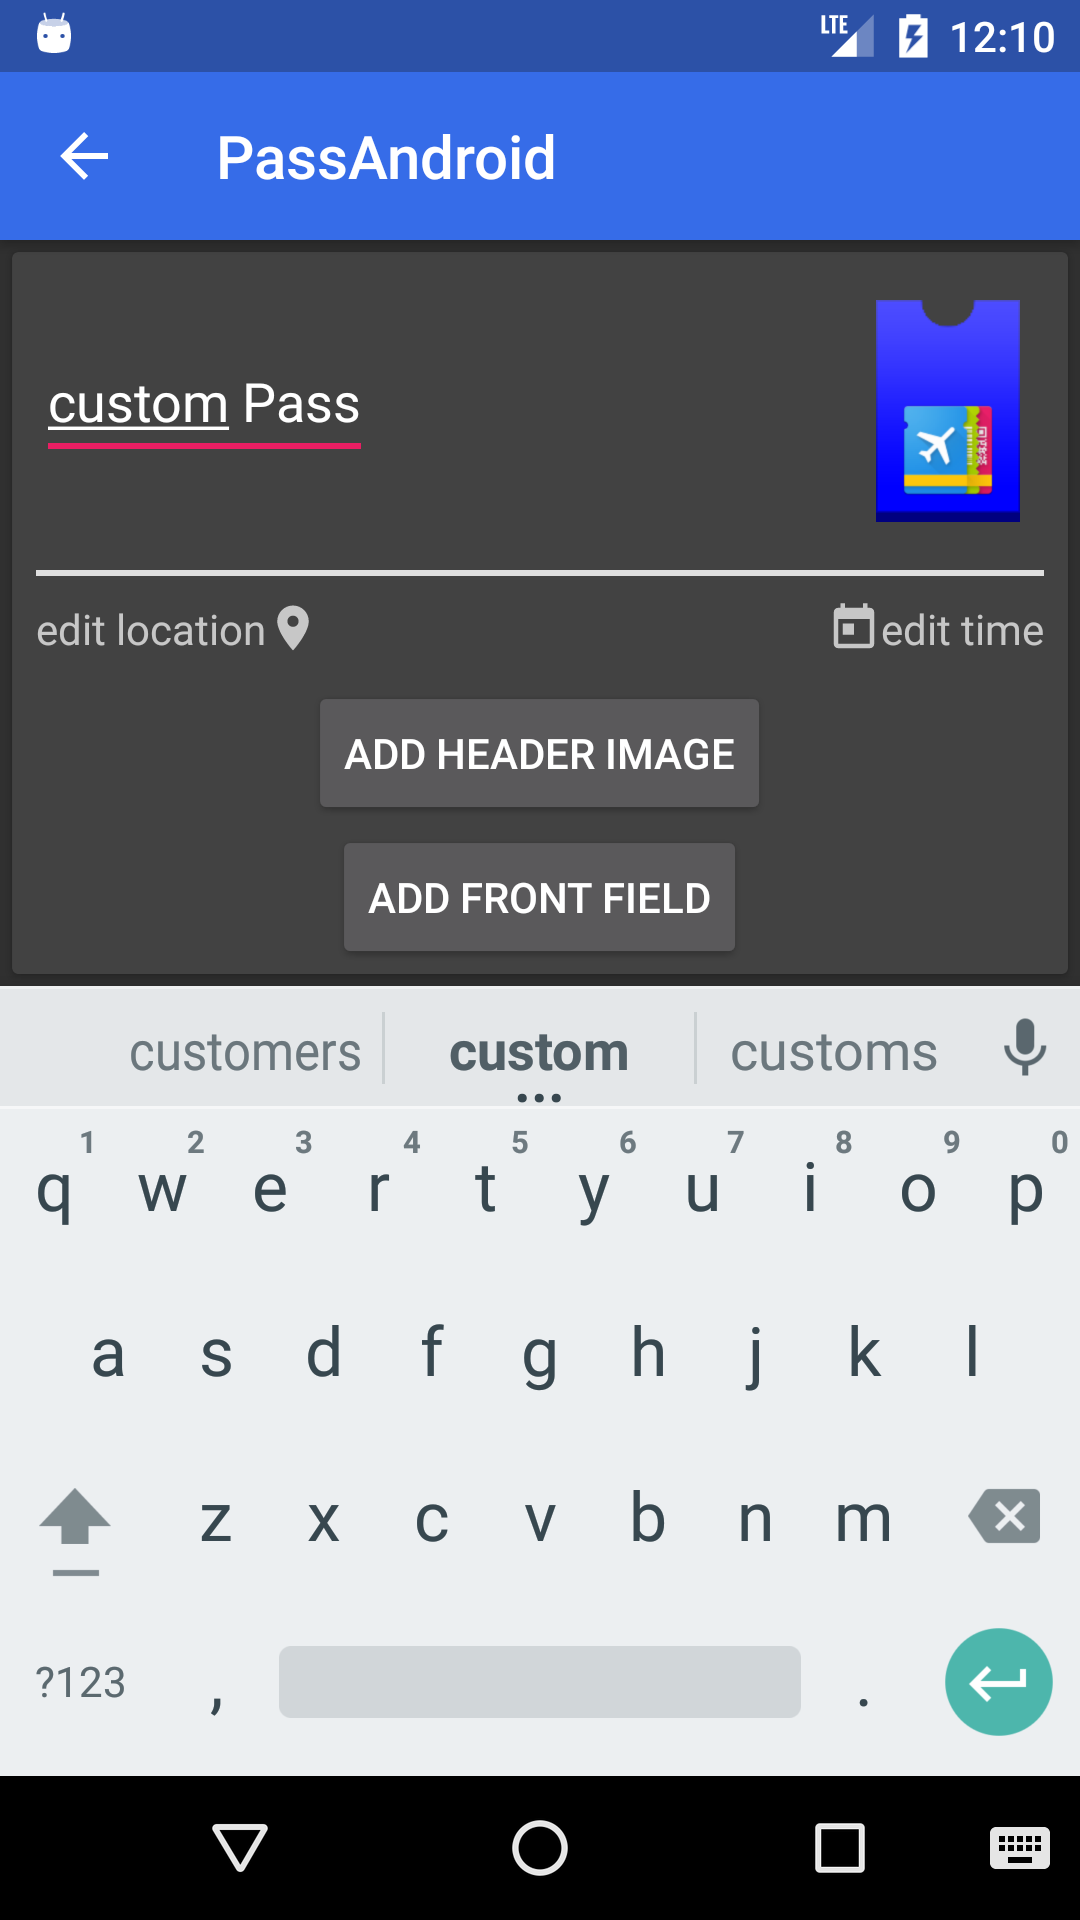 LTE 12:10
PassAndroid
custom Pass
edit location edit time
ADD HEADER IMAGE
ADD FRONT FIELD
customers custom customs
1 2 3 4 5 6 7 8 9 0
q w e r t y u i o p
a s d f g h j k l
z x c v b n m
?123 , .